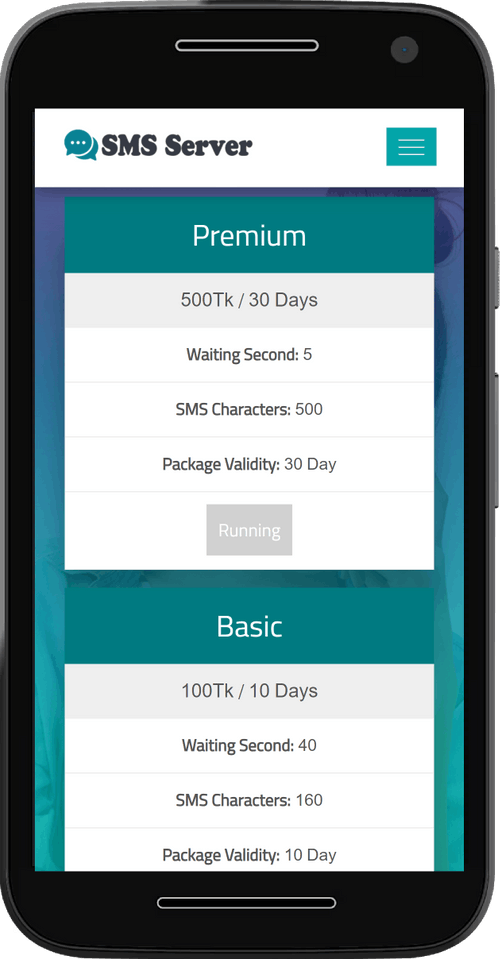 SMS Server
Premium
500Tk / 30 Days
Waiting Second: 5
SMS Characters: 500
Package Validity: 30 Day
Running
Basic
100Tk / 10 Days
Waiting Second: 40
SMS Characters: 160
Package Validity: 10 Day